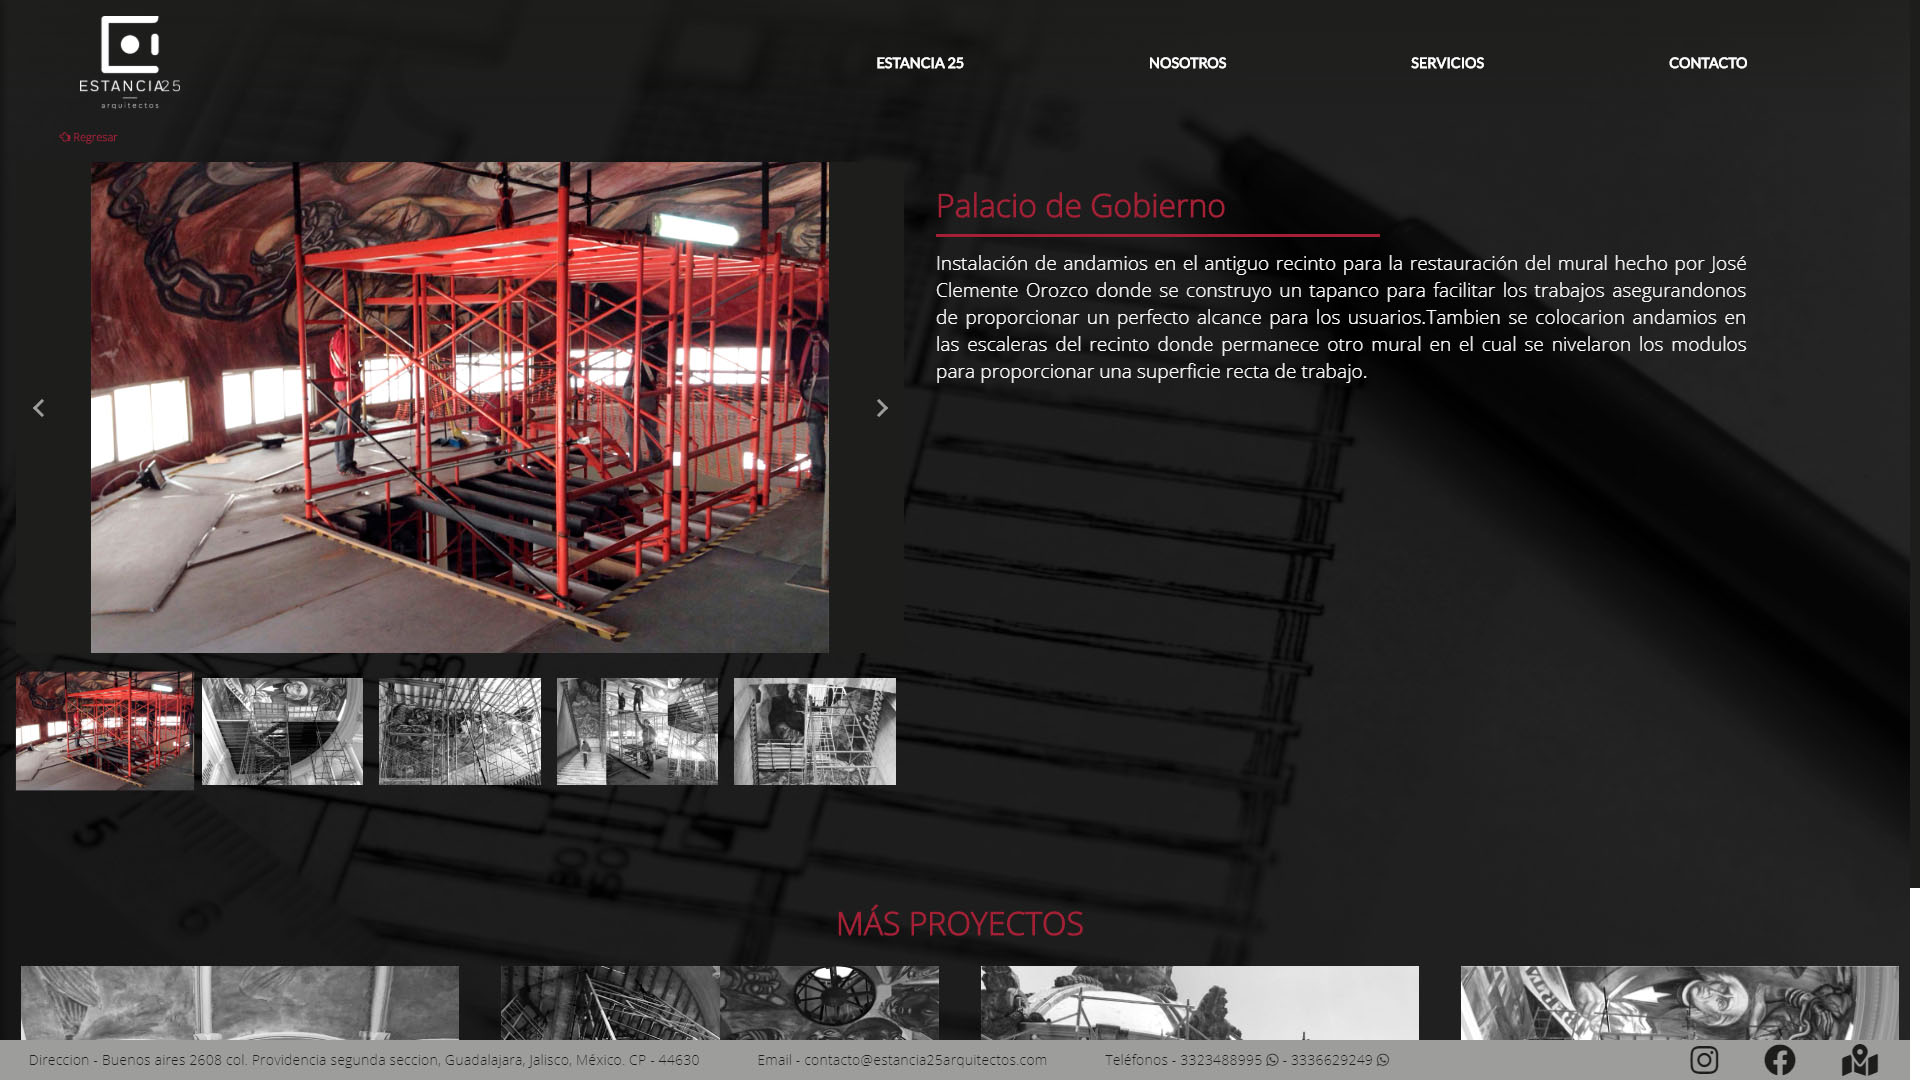 ESTANCIA25
arquitectos
ESTANCIA 25
NOSOTROS
SERVICIOS
CONTACTO
Regresar
Palacio de Gobierno
Instalación de andamios en el antiguo recinto para la restauración del mural hecho por José
Clemente Orozco donde se construyo un tapanco para facilitar los trabajos asegurandonos
de proporcionar un perfecto alcance para los usuarios.Tambien se colocarion andamios en
las escaleras del recinto donde permanece otro mural en el cual se nivelaron los modulos
para proporcionar una superficie recta de trabajo.
580
5
6
MÁS PROYECTOS
Direccion - Buenos aires 2608 col. Providencia segunda seccion, Guadalajara, Jalisco, México. CP - 44630
Email - contacto@estancia25arquitectos.com
Teléfonos - 3323488995 - 3336629249